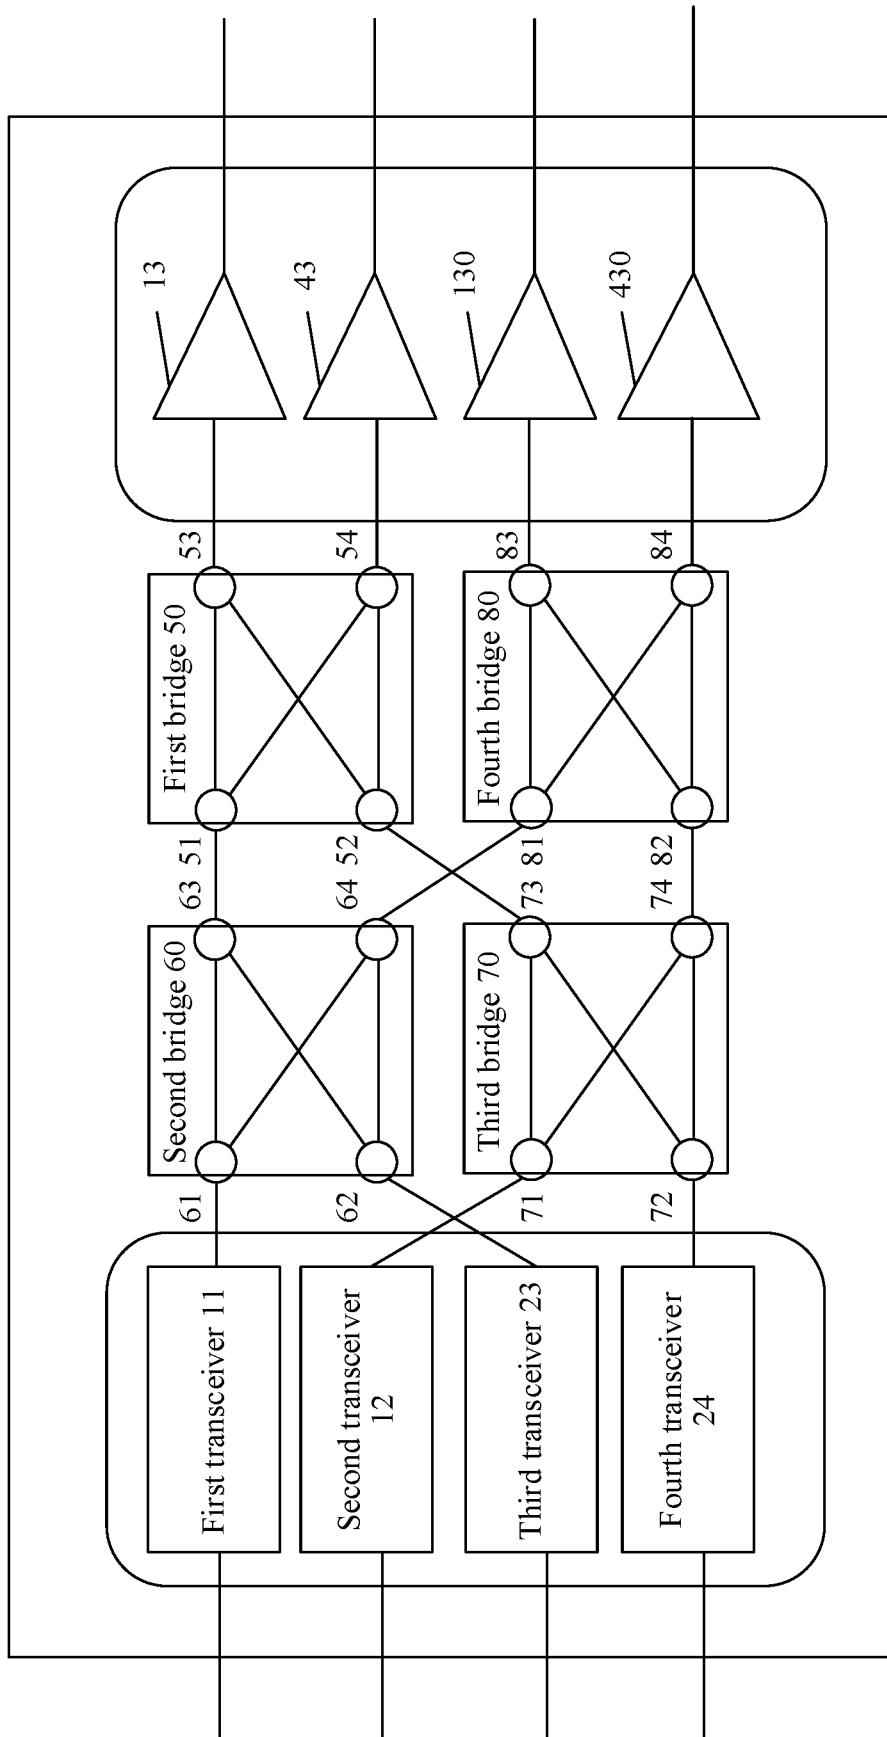 13
43
130
430
53
54
83
84
First bridge 50
Fourth bridge 80
63 51
64 52
73 81
74 82
Second bridge 60
Third bridge 70
61
62
71
72
First transceiver 11
Second transceiver
12
Third transceiver 23
Fourth transceiver
24